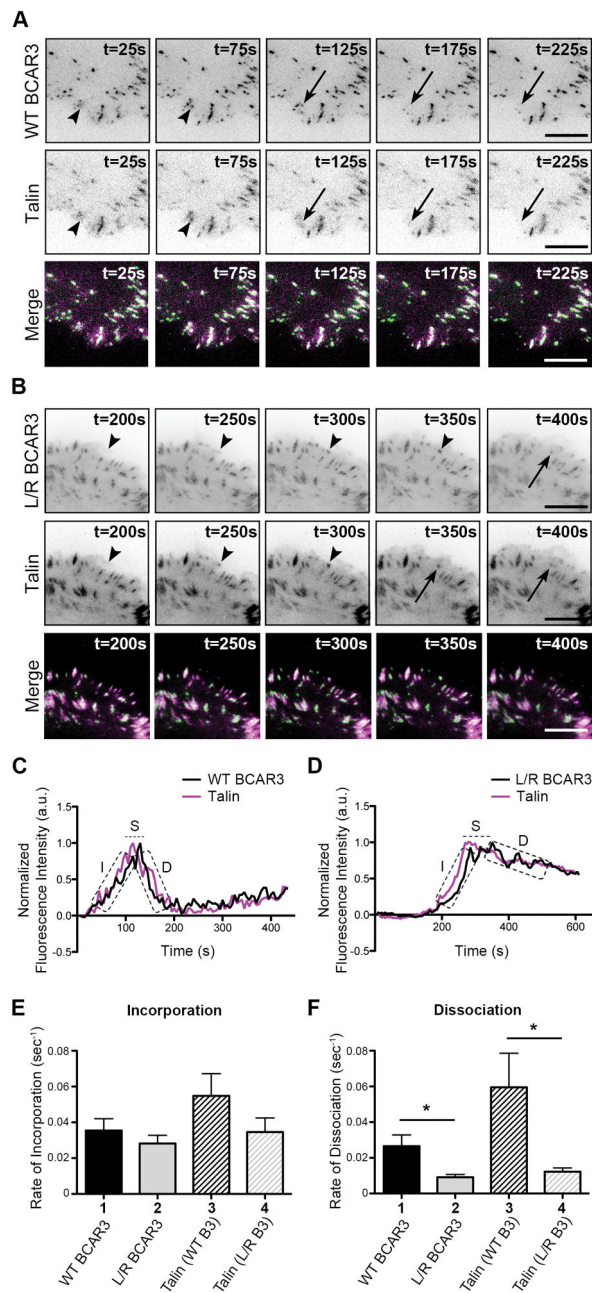 A
WT BCAR3
t=25s t=75s t=125s t=175s t=225s
Talin
t=25s t=75s t=125s t=175s t=225s
Merge
t=25s t=75s t=125s t=175s t=225s
B
L/R BCAR3
t=200s t=250s t=300s t=350s t=400s
Talin
t=200s t=250s t=300s t=350s t=400s
Merge
t=200s t=250s t=300s t=350s t=400s
C
WT BCAR3
Talin
Normalized
Fluorescence Intensity (a.u.)
1.5
1.0
0.5
0.0
-0.5
I
S
D
100 200 300 400
Time (s)
D
L/R BCAR3
Talin
Normalized
Fluorescence Intensity (a.u.)
1.5
1.0
0.5
0.0
-0.5
I
S
D
200 400 600
Time (s)
E
Incorporation
Rate of Incorporation (sec⁻¹)
0.08
0.06
0.04
0.02
0
1 2 3 4
WT BCAR3
L/R BCAR3
Talin (WT B3)
Talin (L/R B3)
F
Dissociation
Rate of Dissociation (sec⁻¹)
0.08
0.06
0.04
0.02
0
*
*
1 2 3 4
WT BCAR3
L/R BCAR3
Talin (WT B3)
Talin (L/R B3)